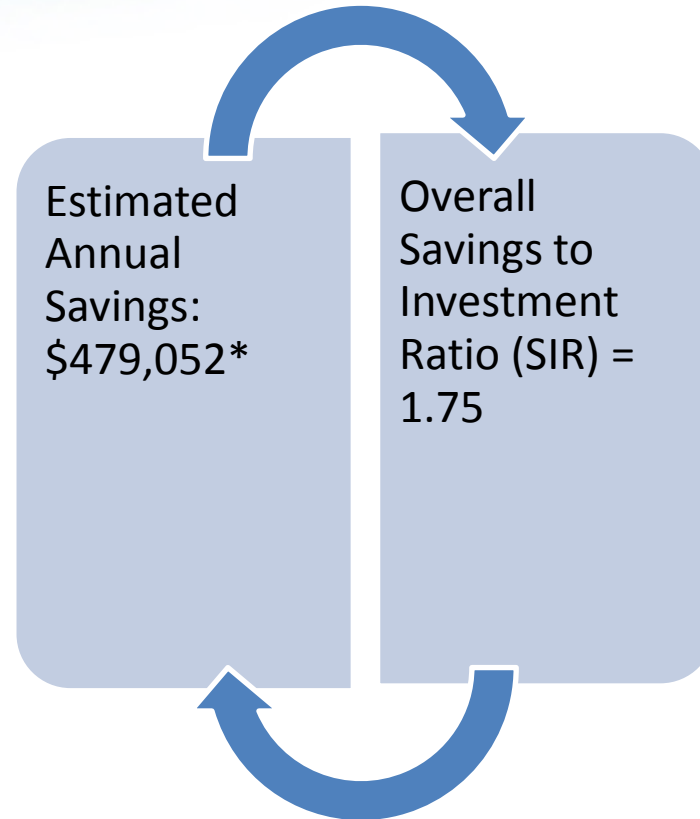 Estimated
Annual
Savings:
$479,052*
Overall
Savings to
Investment
Ratio (SIR) =
1.75